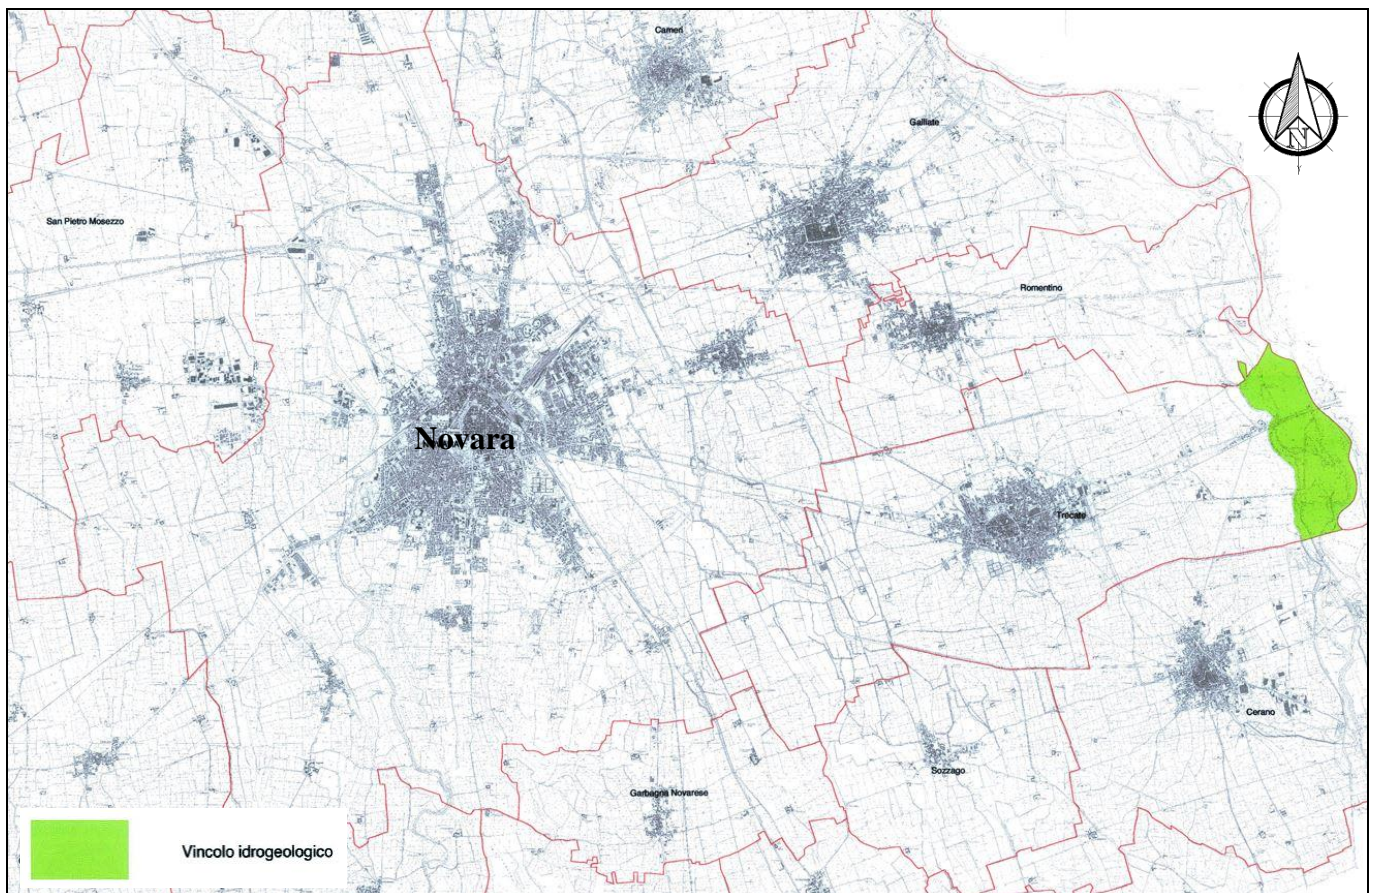 Cameri
Galliate
N
San Pietro Mosezzo
Romentino
Novara
Trecate
Cerano
Sozzago
Garbagna Novarese
Vincolo idrogeologico